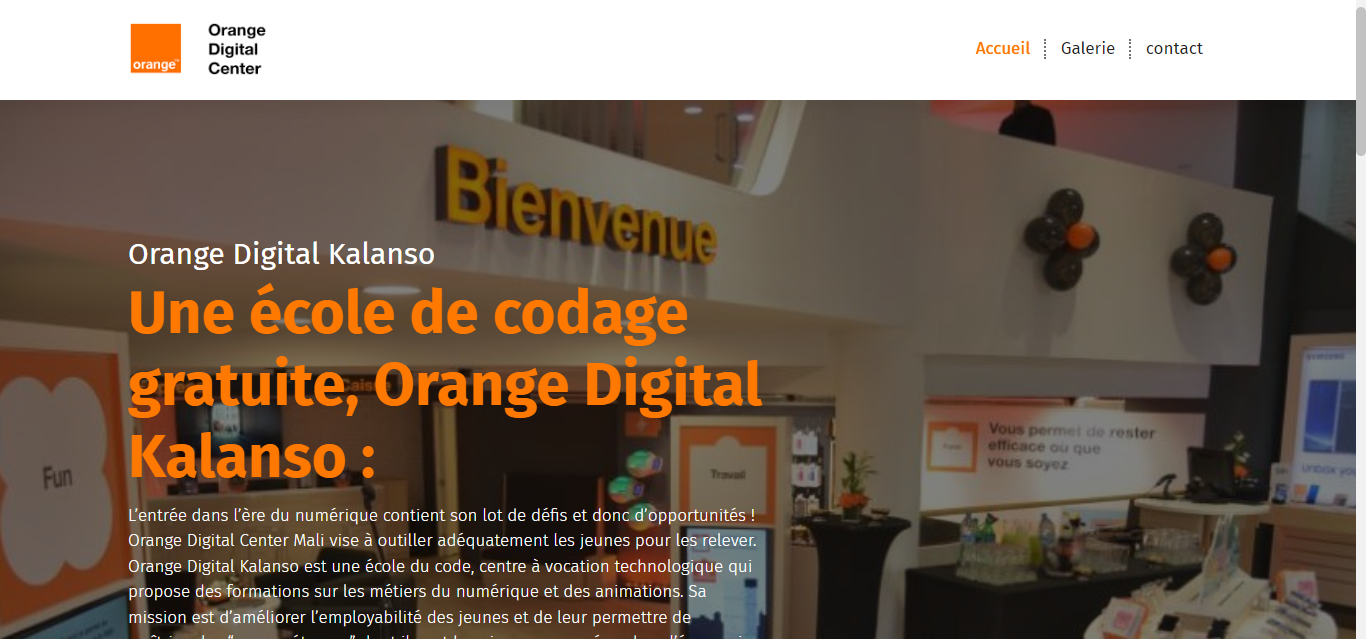 orange™
Orange
Digital
Center
Accueil
Galerie
contact
Bienvenue
Orange Digital Kalanso
Une école de codage
gratuite, Orange Digital
Kalanso :
Caisse
Fun
Travail
Vous permet de rester
efficace où que
vous soyez
SAMSUNG
L’entrée dans l’ère du numérique contient son lot de défis et donc d’opportunités !
Orange Digital Center Mali vise à outiller adéquatement les jeunes pour les relever.
Orange Digital Kalanso est une école du code, centre à vocation technologique qui
propose des formations sur les métiers du numérique et des animations. Sa
mission est d’améliorer l’employabilité des jeunes et de leur permettre de